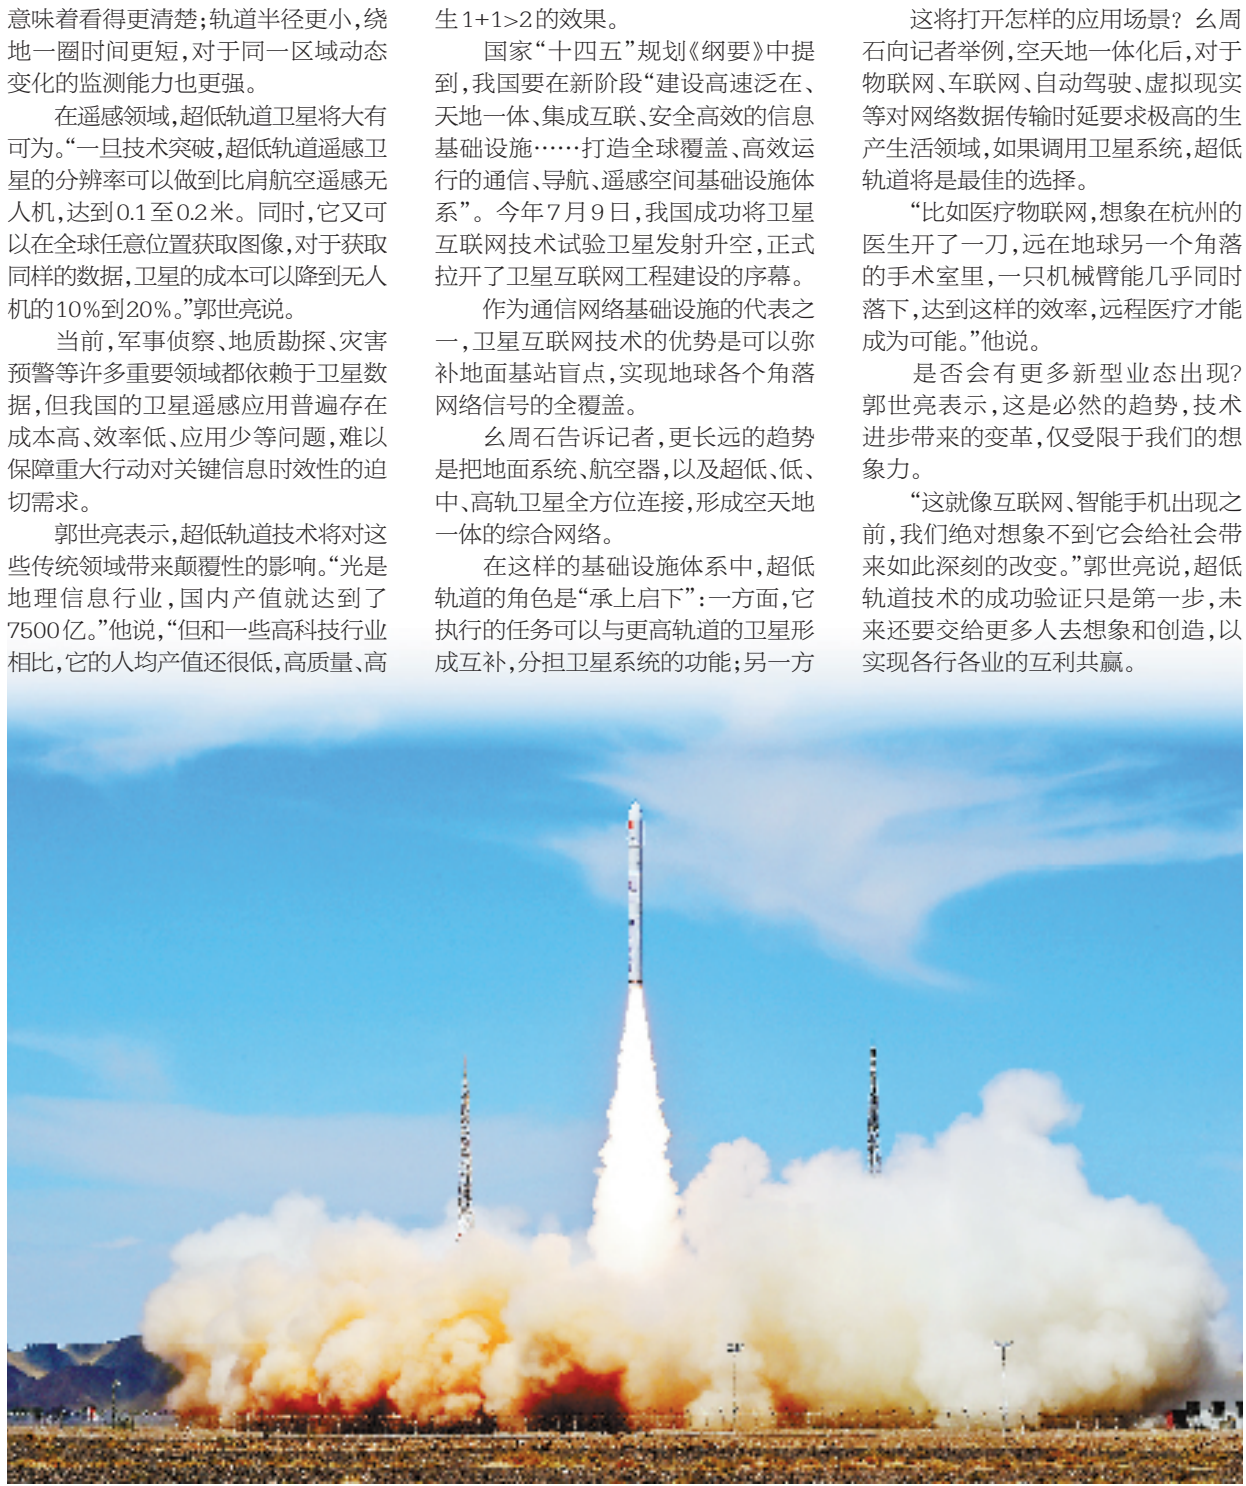 意味着看得更清楚;轨道半径更小,绕
地一圈时间更短,对于同一区域动态
变化的监测能力也更强。
在遥感领域,超低轨道卫星将大有
可为。“一旦技术突破,超低轨道遥感卫
星的分辨率可以做到比肩航空遥感无
人机,达到0.1至0.2米。同时,它又可
以在全球任意位置获取图像,对于获取
同样的数据,卫星的成本可以降到无人
机的10%到20%。”郭世亮说。
当前,军事侦察、地质勘探、灾害
预警等许多重要领域都依赖于卫星数
据,但我国的卫星遥感应用普遍存在
成本高、效率低、应用少等问题,难以
保障重大行动对关键信息时效性的迫
切需求。
郭世亮表示,超低轨道技术将对这
些传统领域带来颠覆性的影响。“光是
地理信息行业,国内产值就达到了
7500亿。”他说,“但和一些高科技行业
相比,它的人均产值还很低,高质量、高
生1+1>2的效果。
国家“十四五”规划《纲要》中提
到,我国要在新阶段“建设高速泛在、
天地一体、集成互联、安全高效的信息
基础设施……打造全球覆盖、高效运
行的通信、导航、遥感空间基础设施体
系”。今年7月9日,我国成功将卫星
互联网技术试验卫星发射升空,正式
拉开了卫星互联网工程建设的序幕。
作为通信网络基础设施的代表之
一,卫星互联网技术的优势是可以弥
补地面基站盲点,实现地球各个角落
网络信号的全覆盖。
幺周石告诉记者,更长远的趋势
是把地面系统、航空器,以及超低、低、
中、高轨卫星全方位连接,形成空天地
一体的综合网络。
在这样的基础设施体系中,超低
轨道的角色是“承上启下”:一方面,它
执行的任务可以与更高轨道的卫星形
成互补,分担卫星系统的功能;另一方
这将打开怎样的应用场景?幺周
石向记者举例,空天地一体化后,对于
物联网、车联网、自动驾驶、虚拟现实
等对网络数据传输时延要求极高的生
产生活领域,如果调用卫星系统,超低
轨道将是最佳的选择。
“比如医疗物联网,想象在杭州的
医生开了一刀,远在地球另一个角落
的手术室里,一只机械臂能几乎同时
落下,达到这样的效率,远程医疗才能
成为可能。”他说。
是否会有更多新型业态出现?
郭世亮表示,这是必然的趋势,技术
进步带来的变革,仅受限于我们的想
象力。
“这就像互联网、智能手机出现之
前,我们绝对想象不到它会给社会带
来如此深刻的改变。”郭世亮说,超低
轨道技术的成功验证只是第一步,未
来还要交给更多人去想象和创造,以
实现各行各业的互利共赢。